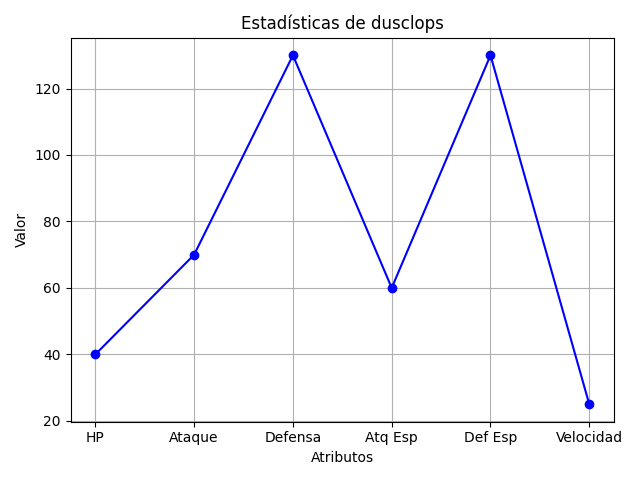 Estadísticas de dusclops
Valor
120
100
80
60
40
20
HP Ataque Defensa Atq Esp Def Esp Velocidad
Atributos